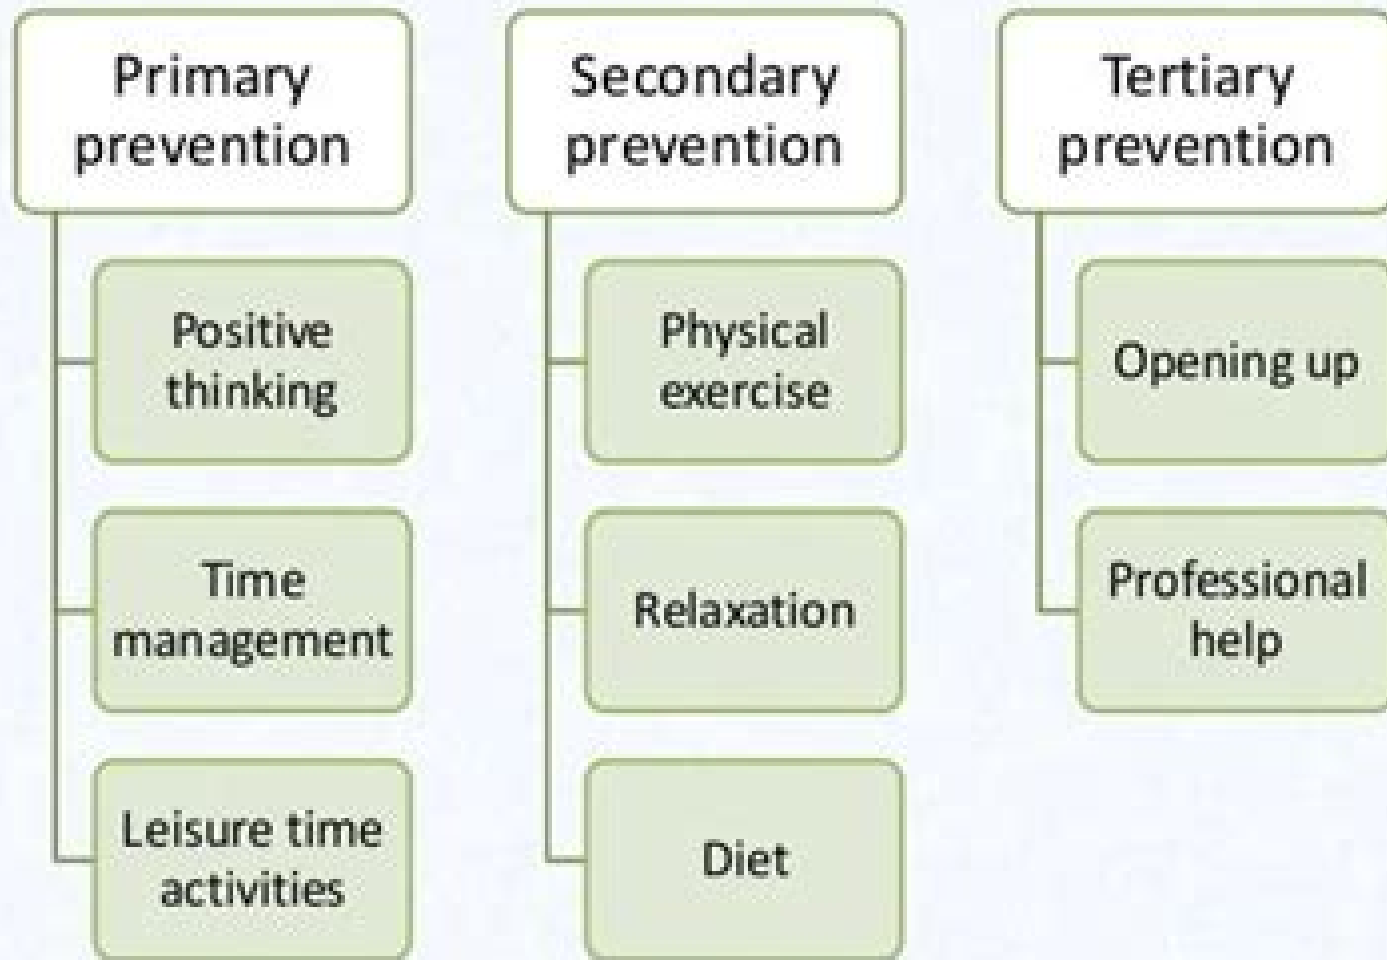 Primary
prevention
Positive
thinking
Time
management
Leisure time
activities
Secondary
prevention
Physical
exercise
Relaxation
Diet
Tertiary
prevention
Opening up
Professional
help